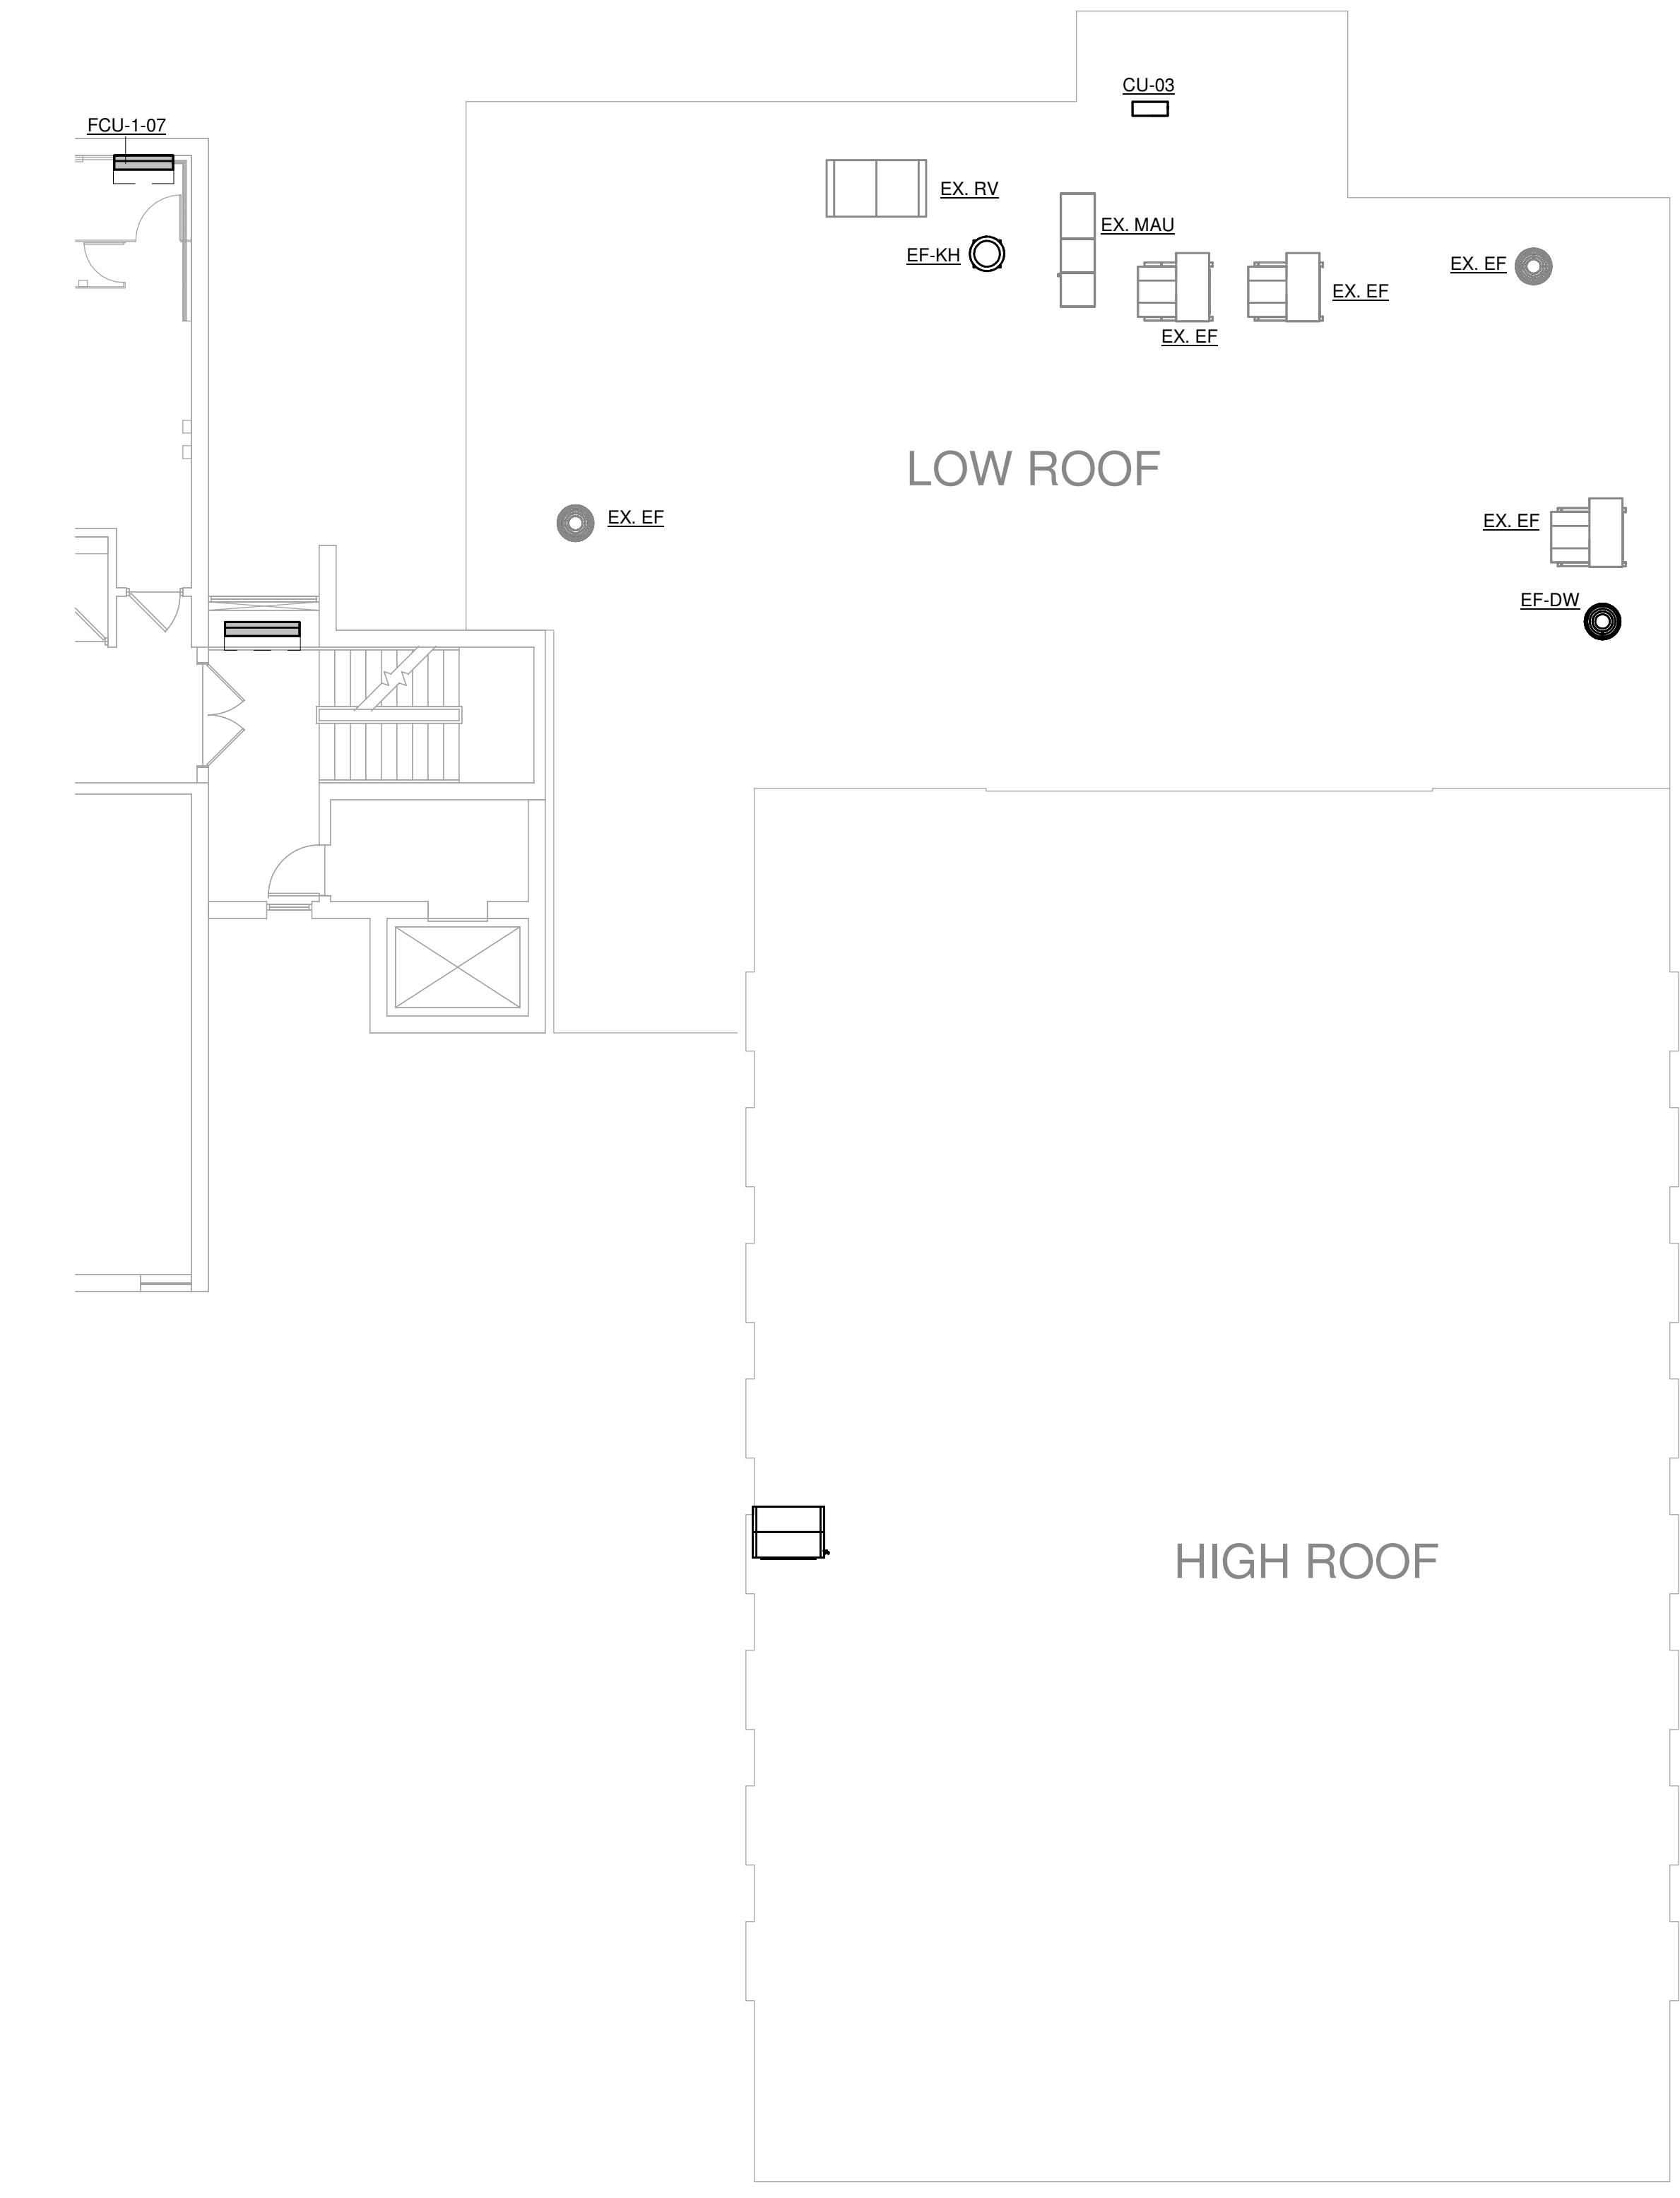 CU-03
FCU-1-07
EX. RV
EX. MAU
EF-KH
EX. EF
EX. EF
EX. EF
LOW ROOF
EX. EF
EX. EF
EF-DW
HIGH ROOF